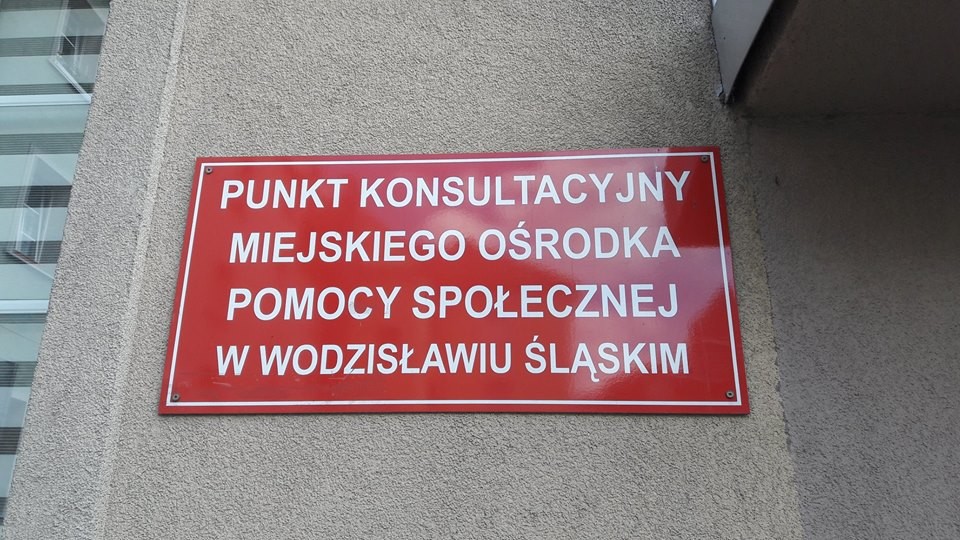 PUNKT KONSULTACYJNY
MIEJSKIEGO OŚRODKA
POMOCY SPOŁECZNEJ
W WODZISŁAWIU ŚLĄSKIM